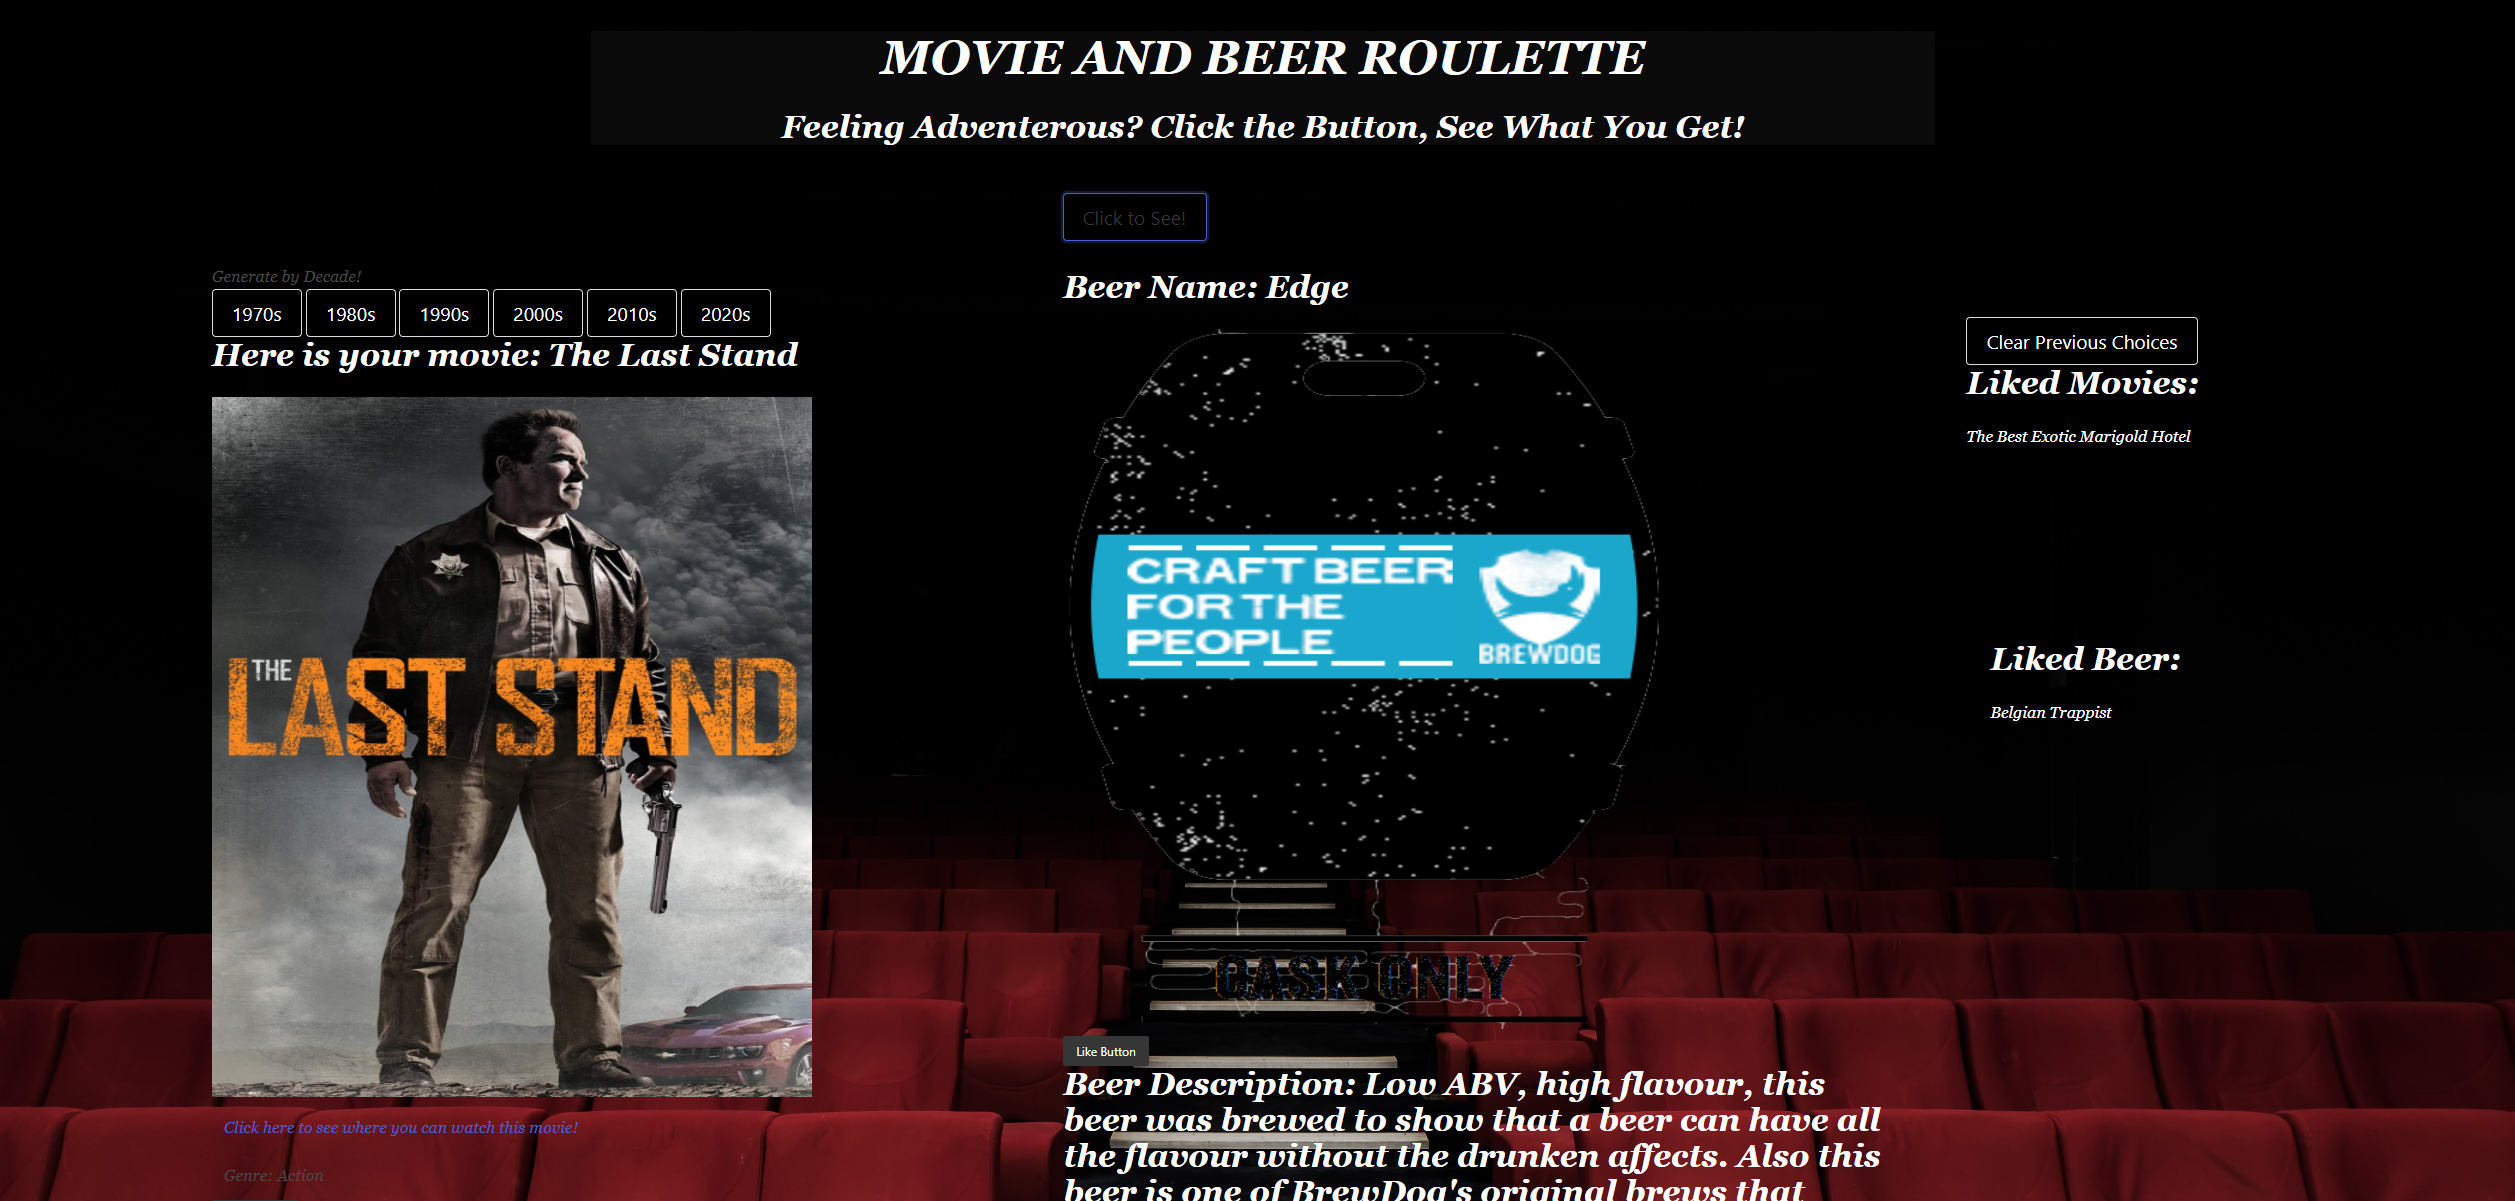 MOVIE AND BEER ROULETTE
Feeling Adventerous? Click the Button, See What You Get!
Click to See!
Generate by Decade!
1970s 1980s 1990s 2000s 2010s 2020s
Here is your movie: The Last Stand
THE
LAST STAND
Click here to see where you can watch this movie!
Genre: Action
Beer Name: Edge
CRAFT BEER
FOR THE
PEOPLE
BREWDOG
CASK ONLY
Like Button
Beer Description: Low ABV, high flavour, this
beer was brewed to show that a beer can have all
the flavour without the drunken affects. Also this
beer is one of BrewDog's original brews that
Clear Previous Choices
Liked Movies:
The Best Exotic Marigold Hotel
Liked Beer:
Belgian Trappist